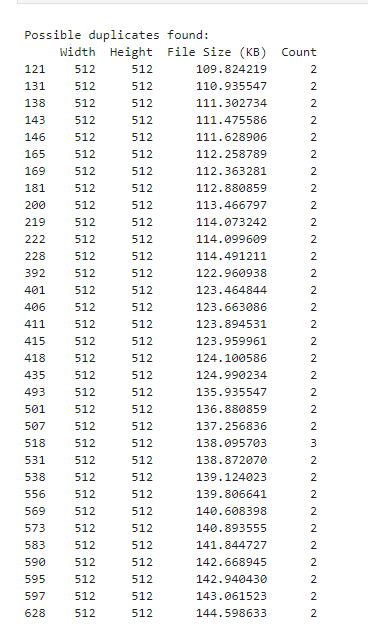 Possible duplicates found:
Width Height File Size (KB) Count
121 512 512 109.824219 2
131 512 512 110.935547 2
138 512 512 111.302734 2
143 512 512 111.475586 2
146 512 512 111.628906 2
165 512 512 112.258789 2
169 512 512 112.363281 2
181 512 512 112.880859 2
200 512 512 113.466797 2
219 512 512 114.073242 2
222 512 512 114.099609 2
228 512 512 114.491211 2
392 512 512 122.960938 2
401 512 512 123.464844 2
406 512 512 123.663086 2
411 512 512 123.894531 2
415 512 512 123.959961 2
418 512 512 124.100586 2
435 512 512 124.990234 2
493 512 512 135.935547 2
501 512 512 136.880859 2
507 512 512 137.256836 2
518 512 512 138.095703 3
531 512 512 138.872070 2
538 512 512 139.124023 2
556 512 512 139.806641 2
569 512 512 140.608398 2
573 512 512 140.893555 2
583 512 512 141.844727 2
590 512 512 142.668945 2
595 512 512 142.940430 2
597 512 512 143.061523 2
628 512 512 144.598633 2